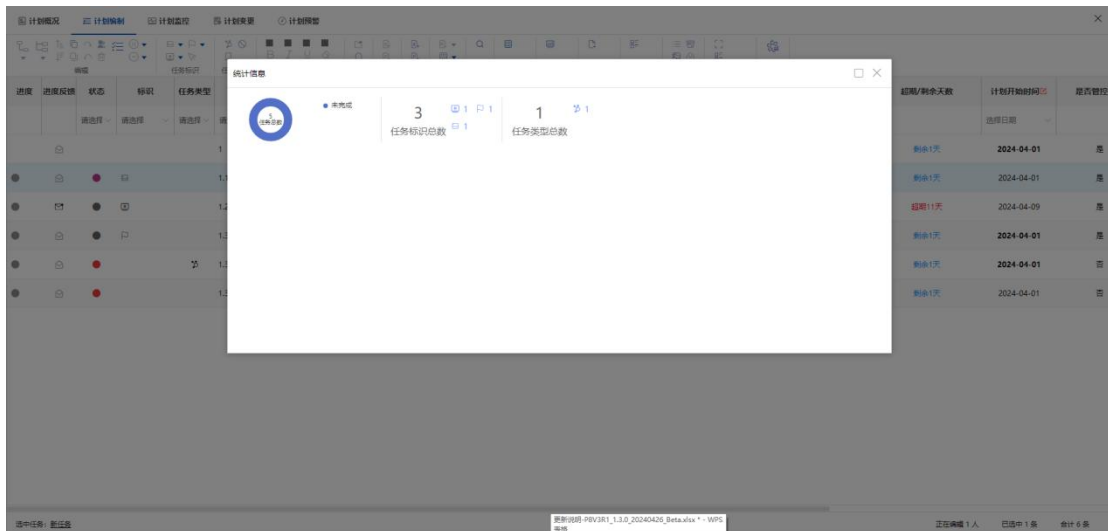 计划概况 计划编制 计划监控 计划变更 计划预警
编辑 任务标识
统计信息
进度 进度反馈 状态 标识 任务类型 超期/剩余天数 计划开始时间 是否管控
请选择 请选择 请选择 选择日期
5
任务总数
未完成
3 1 1
任务标识总数 1
1 1
任务类型总数
1 剩余1天 2024-04-01 是
1.1 剩余1天 2024-04-01 是
1.2 超期11天 2024-04-09 是
1.3 剩余1天 2024-04-01 是
1.3 剩余1天 2024-04-01 否
1.3 剩余1天 2024-04-01 否
更新说明-PBV3R1_1.3.0_20240426_Beta.xlsx * - WPS
表格
选中任务: 新任务 正在编辑 1 人 已选中 1 条 合计 6 条